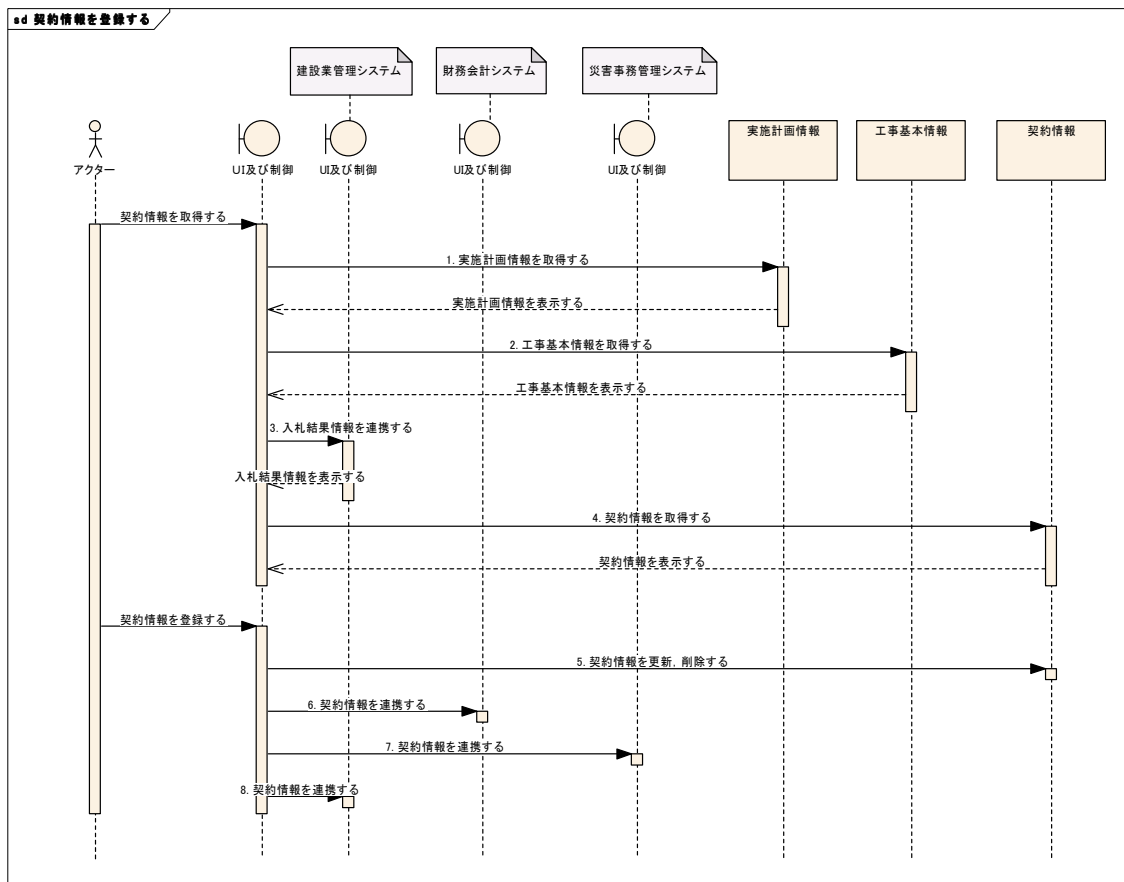 sd 契約情報を登録する
建設業管理システム
財務会計システム
災害事務管理システム
実施計画情報
工事基本情報
契約情報
アクター
UI及び制御
UI及び制御
UI及び制御
UI及び制御
契約情報を取得する
1. 実施計画情報を取得する
実施計画情報を表示する
2. 工事基本情報を取得する
工事基本情報を表示する
3. 入札結果情報を連携する
入札結果情報を表示する
4. 契約情報を取得する
契約情報を表示する
契約情報を登録する
5. 契約情報を更新, 削除する
6. 契約情報を連携する
7. 契約情報を連携する
8. 契約情報を連携する